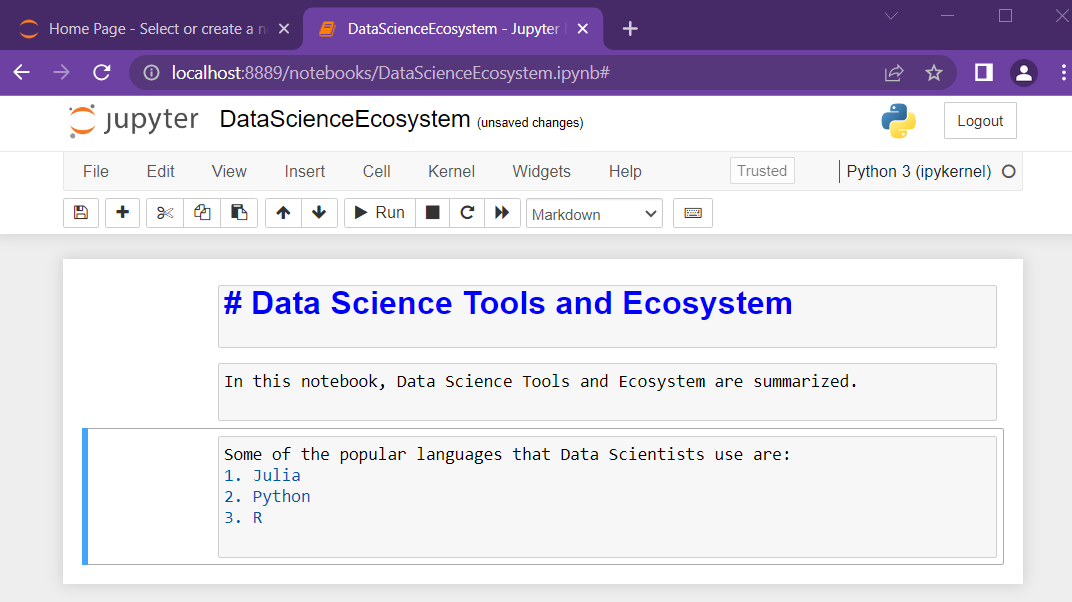 Home Page - Select or create a n
DataScienceEcosystem - Jupyter
localhost:8889/notebooks/DataScienceEcosystem.ipynb#
jupyter DataScienceEcosystem (unsaved changes)
Logout
File Edit View Insert Cell Kernel Widgets Help Trusted Python 3 (ipykernel)
Run Markdown
# Data Science Tools and Ecosystem
In this notebook, Data Science Tools and Ecosystem are summarized.
Some of the popular languages that Data Scientists use are:
1. Julia
2. Python
3. R